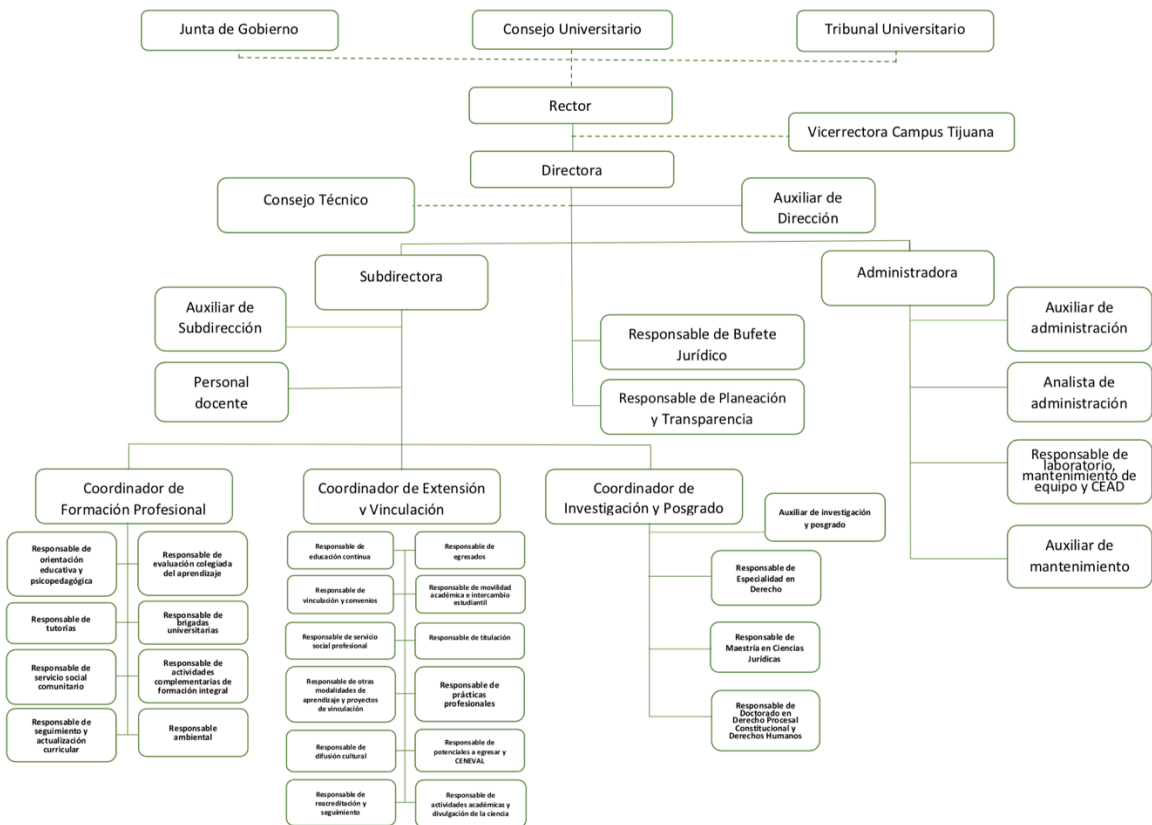 Junta de Gobierno
Consejo Universitario
Tribunal Universitario
Rector
Vicerrectora Campus Tijuana
Directora
Consejo Técnico
Auxiliar de
Dirección
Subdirectora
Administradora
Auxiliar de
Subdirección
Personal
docente
Responsable de Bufete
Jurídico
Responsable de Planeación
y Transparencia
Auxiliar de
administración
Analista de
administración
Responsable de
laboratorio,
mantenimiento de
equipo y CEAD
Auxiliar de
mantenimiento
Coordinador de
Formación Profesional
Responsable de
orientación
educativa y
psicopedagógica
Responsable de
evaluación colegiada
del aprendizaje
Responsable de
tutorías
Responsable de
brigadas
universitarias
Responsable de
servicio social
comunitario
Responsable de
actividades
complementarias de
formación integral
Responsable de
seguimiento y
actualización
curricular
Responsable
ambiental
Coordinador de Extensión
y Vinculación
Responsable de
educación continua
Responsable de
egresados
Responsable de
vinculación y convenios
Responsable de movilidad
académica e intercambio
estudiantil
Responsable de servicio
social profesional
Responsable de titulación
Responsable de otras
modalidades de
aprendizaje y proyectos
de vinculación
Responsable de
prácticas
profesionales
Responsable de
difusión cultural
Responsable de
potenciales a egresar y
CENEVAL
Responsable de
reacreditación y
seguimiento
Responsable de
actividades académicas y
divulgación de la ciencia
Coordinador de
Investigación y Posgrado
Auxiliar de investigación
y posgrado
Responsable de
Especialidad en
Derecho
Responsable de
Maestría en Ciencias
Jurídicas
Responsable de
Doctorado en
Derecho Procesal
Constitucional y
Derechos Humanos